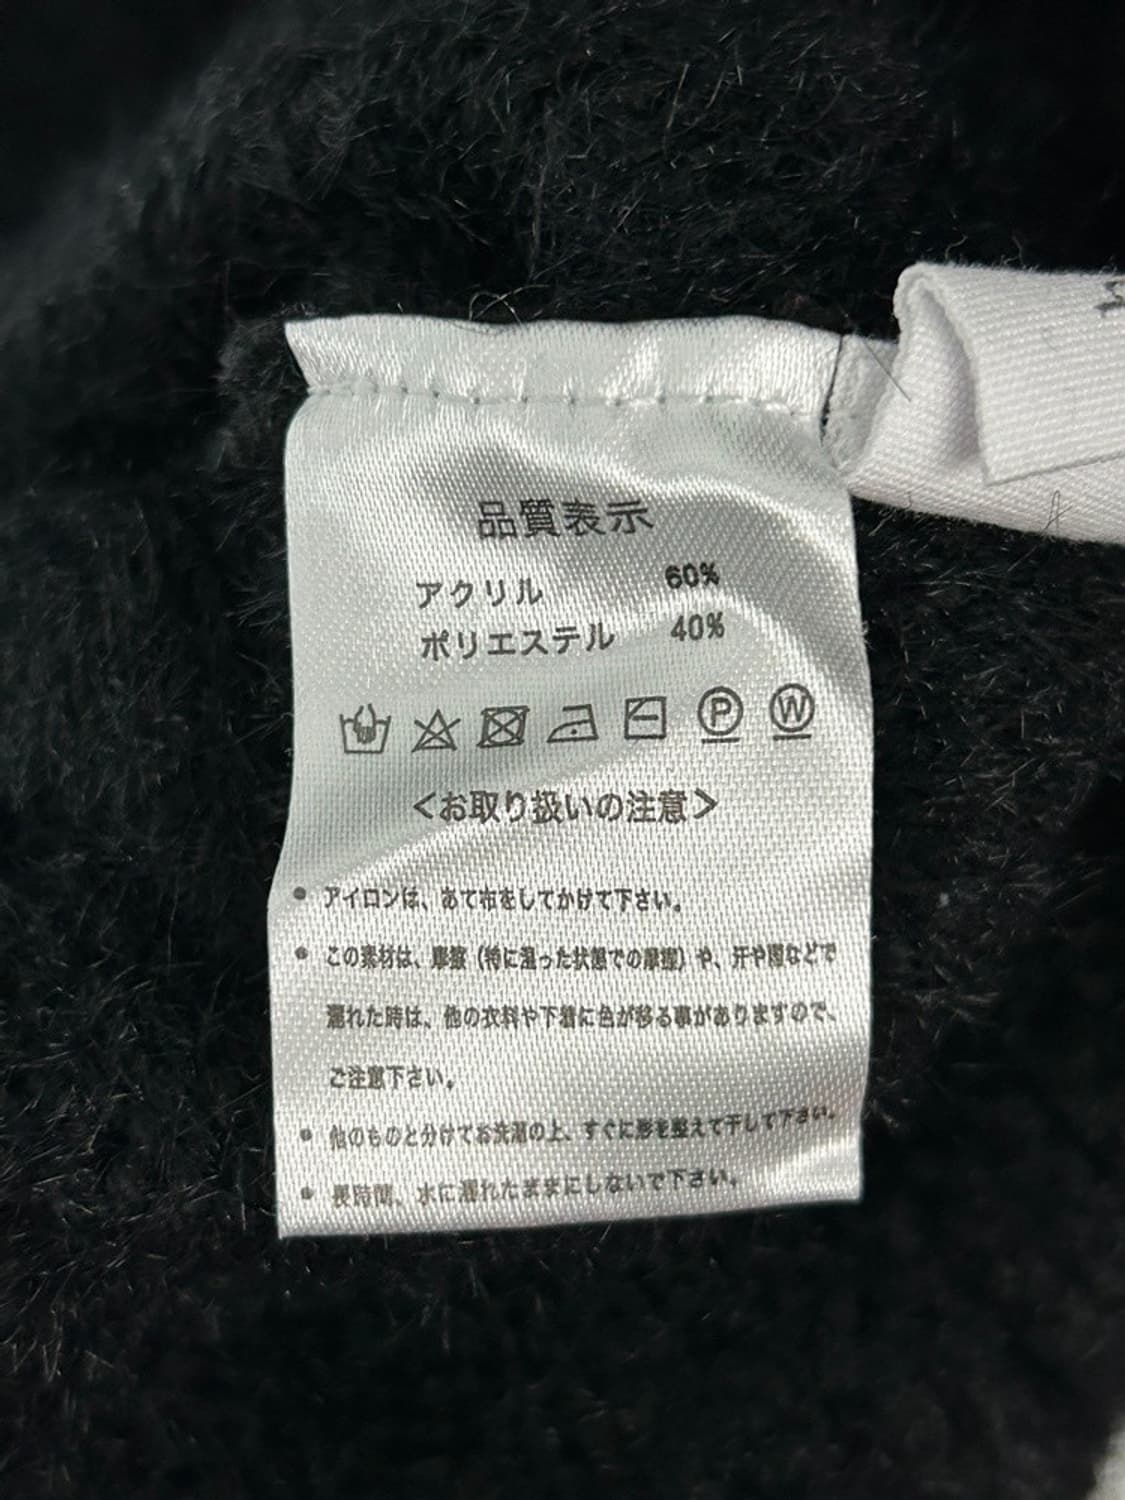 品質表示
アクリル 60%
ポリエステル 40%
P W
<お取り扱いの注意>
• アイロンは、あて布をしてかけて下さい。
• この素材は、摩擦（特に湿った状態での摩擦）や、汗や雨などで
濡れた時は、他の衣料や下着に色が移る事がありますので、
ご注意下さい。
• 他のものと分けてお洗濯の上、すぐに形を整えて干して下さい。
• 長時間、水に濡れたままにしないで下さい。